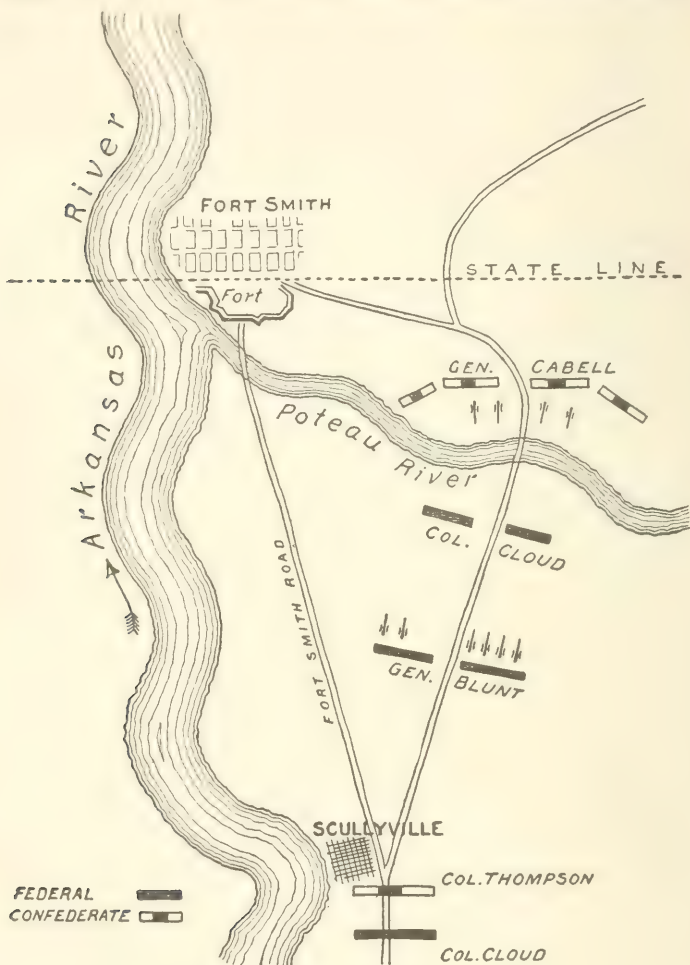 River
FORT SMITH
STATE LINE
Fort
GEN. CABELL
Arkansas
Poteau River
COL. CLOUD
FORT SMITH ROAD
GEN. BLUNT
SCULLYVILLE
COL. THOMPSON
FEDERAL
CONFEDERATE
COL. CLOUD